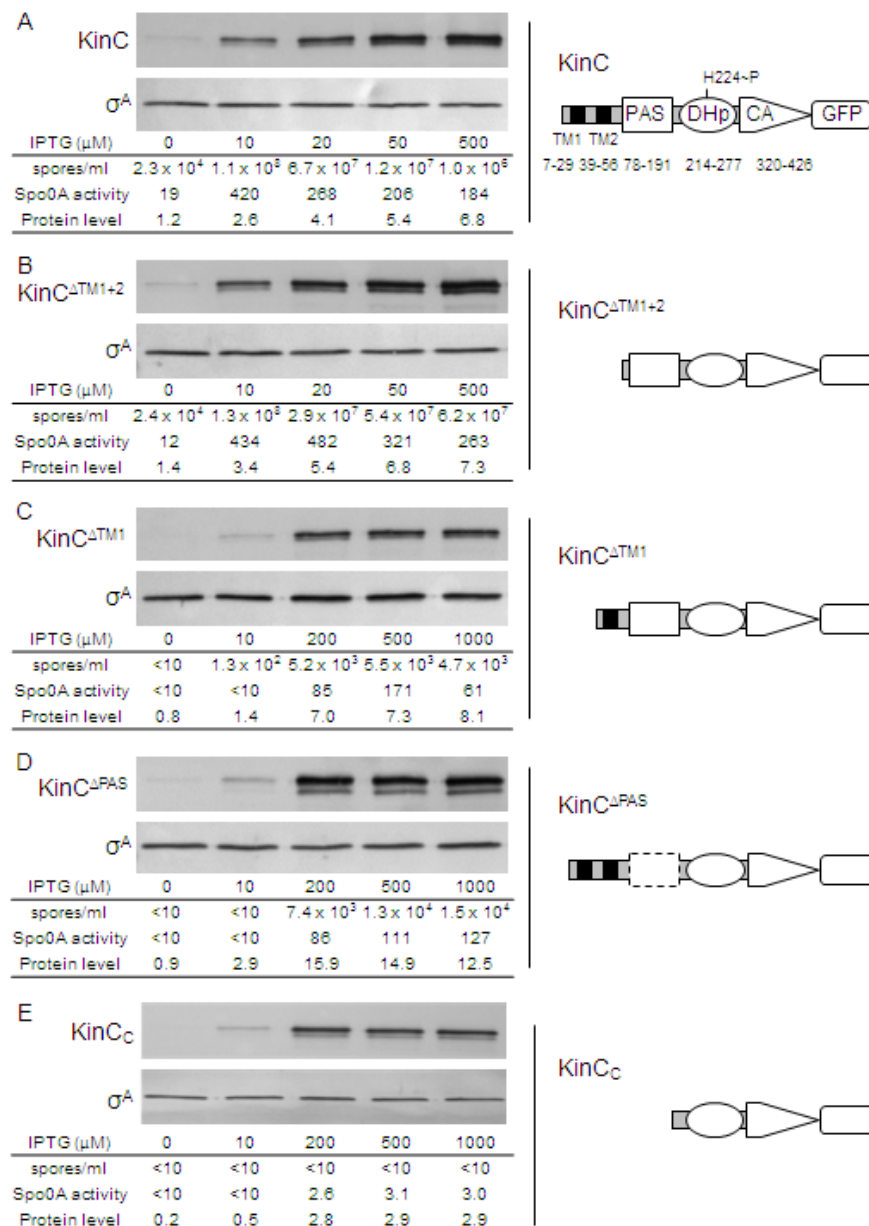 A
KinC
σA
IPTG (µM) 0 10 20 50 500
spores/ml 2.3 x 10⁴ 1.1 x 10⁸ 6.7 x 10⁷ 1.2 x 10⁷ 1.0 x
Spo0A activity 19 420 268 206 184
Protein level 1.2 2.6 4.1 5.4 6.8
KinC
H224~P
PAS DHp CA GFP
TM1 TM2
7-29 39-56 78-191 214-277 320-426
B
KinCΔTM1+2
σA
IPTG (µM) 0 10 20 50 500
spores/ml 2.4 x 10⁴ 1.3 x 10⁸ 2.9 x 10⁷ 5.4 x 10⁷ 6.2 x 10⁷
Spo0A activity 12 434 482 321 263
Protein level 1.4 3.4 5.4 6.8 7.3
KinCΔTM1+2
C
KinCΔTM1
σA
IPTG (µM) 0 10 200 500 1000
spores/ml <10 1.3 x 10² 5.2 x 10³ 5.5 x 10³ 4.7 x 10³
Spo0A activity <10 <10 85 171 61
Protein level 0.8 1.4 7.0 7.3 8.1
KinCΔTM1
D
KinCΔPAS
σA
IPTG (µM) 0 10 200 500 1000
spores/ml <10 <10 7.4 x 10³ 1.3 x 10⁴ 1.5 x 10⁴
Spo0A activity <10 <10 86 111 127
Protein level 0.9 2.9 15.9 14.9 12.5
KinCΔPAS
E
KinCC
σA
IPTG (µM) 0 10 200 500 1000
spores/ml <10 <10 <10 <10 <10
Spo0A activity <10 <10 2.6 3.1 3.0
Protein level 0.2 0.5 2.8 2.9 2.9
KinCC